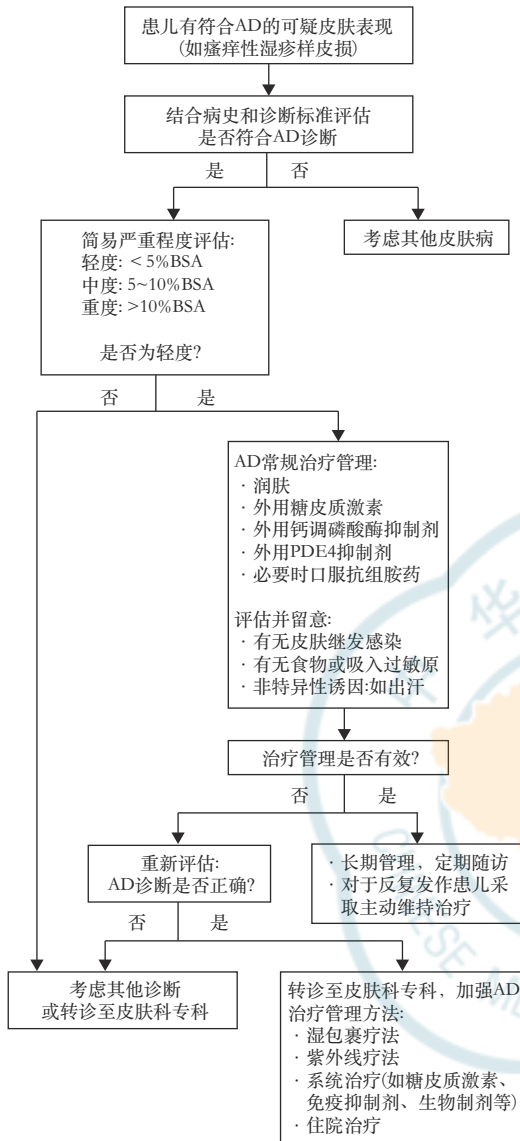 患儿有符合AD的可疑皮肤表现
(如瘙痒性湿疹样皮损)
结合病史和诊断标准评估
是否符合AD诊断
是
否
简易严重程度评估:
轻度: < 5%BSA
中度: 5~10%BSA
重度: >10%BSA
是否为轻度?
考虑其他皮肤病
否
是
AD常规治疗管理:
· 润肤
· 外用糖皮质激素
· 外用钙调磷酸酶抑制剂
· 外用PDE4抑制剂
· 必要时口服抗组胺药
评估并留意:
· 有无皮肤继发感染
· 有无食物或吸入过敏原
· 非特异性诱因:如出汗
治疗管理是否有效?
否
是
重新评估:
AD诊断是否正确?
· 长期管理，定期随访
· 对于反复发作患儿采
取主动维持治疗
否
是
考虑其他诊断
或转诊至皮肤科专科
转诊至皮肤科专科，加强AD
治疗管理方法:
· 湿包裹疗法
· 紫外线疗法
· 系统治疗(如糖皮质激素、
免疫抑制剂、生物制剂等)
· 住院治疗
华
CHINESE